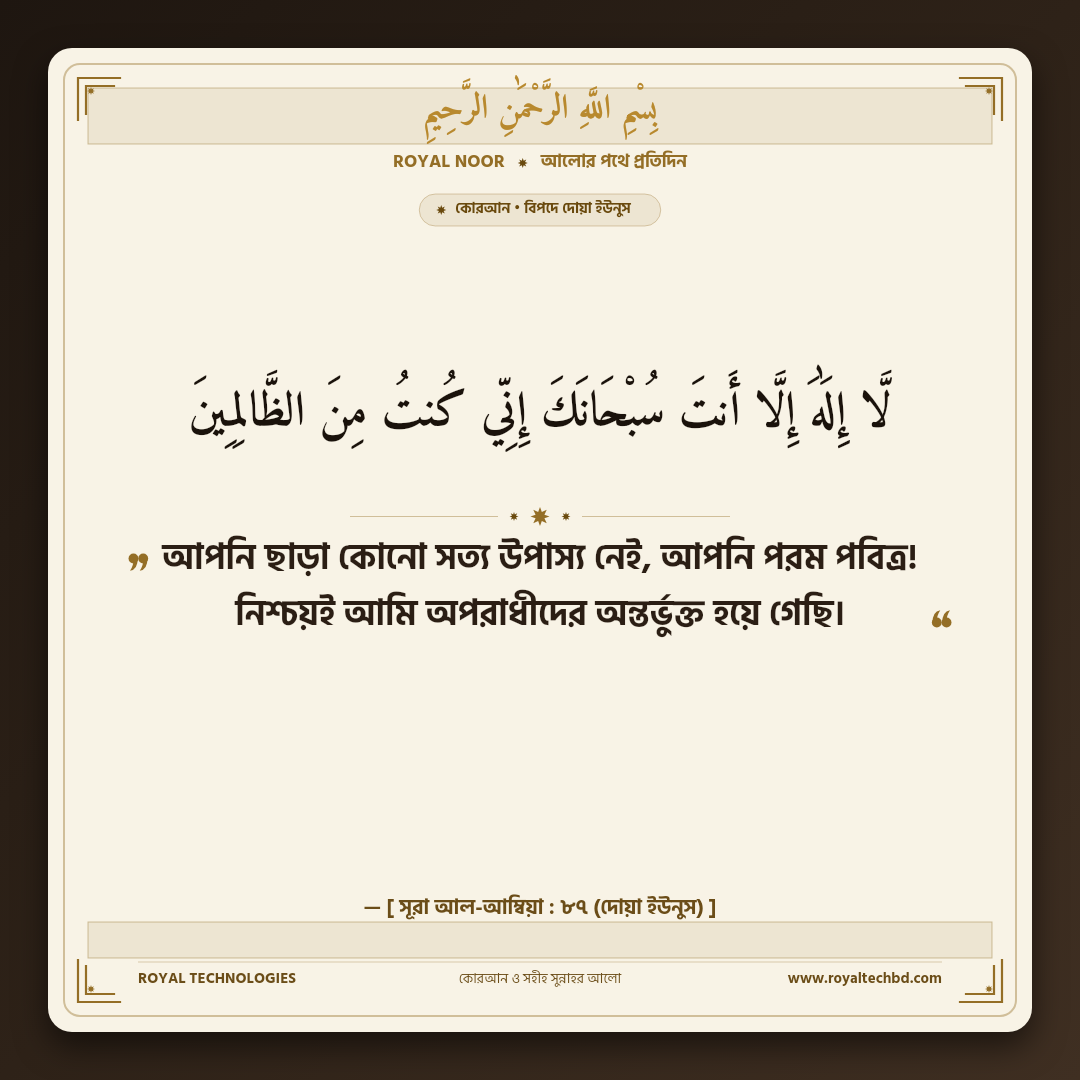 بِسْمِ اللَّهِ الرَّحْمَٰنِ الرَّحِيمِ
ROYAL NOOR ✷ আলোর পথে প্রতিদিন
✷ কোরআন • বিপদে দোয়া ইউনুস
لَّا إِلَٰهَ إِلَّا أَنتَ سُبْحَانَكَ إِنِّي كُنتُ مِنَ الظَّالِمِينَ
❞ আপনি ছাড়া কোনো সত্য উপাস্য নেই, আপনি পরম পবিত্র!
নিশ্চয়ই আমি অপরাধীদের অন্তর্ভুক্ত হয়ে গেছি। ❝
— [ সূরা আল-আম্বিয়া : ৮৭ (দোয়া ইউনুস) ]
ROYAL TECHNOLOGIES কোরআন ও সহীহ সুন্নাহর আলো www.royaltechbd.com